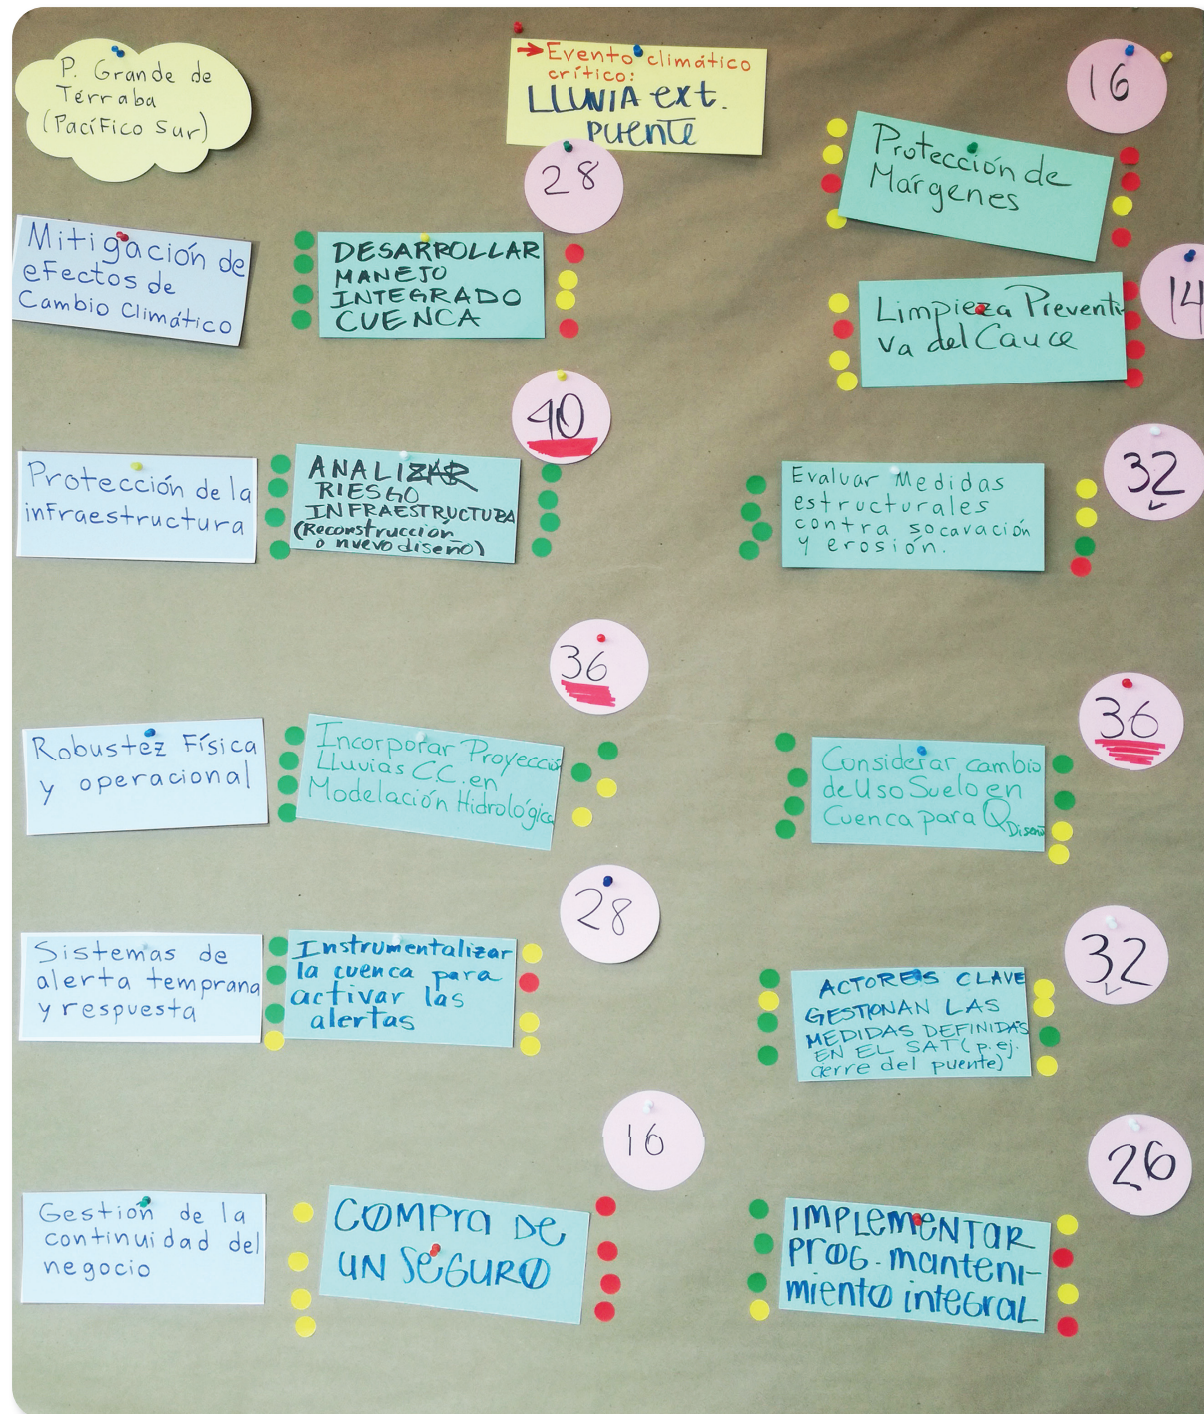 P. Grande de
Térraba
(Pacífico Sur)
→ Evento climático
crítico:
LLUVIA ext.
puente
16
Protección de
Márgenes
28
Mitigación de
efectos de
Cambio Climático
DESARROLLAR
MANEJO
INTEGRADO
CUENCA
14
Limpieza Preventi-
va del Cauce
40
Protección de la
infraestructura
ANALIZAR
RIESGO
INFRAESTRUCTURA
(Reconstrucción
o nuevo diseño)
32
Evaluar Medidas
estructurales
contra socavación
y erosión.
36
Robustéz Física
y operacional
Incorporar Proyección
Lluvias C.C. en
Modelación Hidrológica
36
Considerar cambio
de Uso Suelo en
Cuenca para Q Diseño
28
Sistemas de
alerta temprana
y respuesta
Instrumentalizar
la cuenca para
activar las
alertas
32
ACTORES CLAVE
GESTIONAN LAS
MEDIDAS DEFINIDAS
EN EL SAT (p. ej.
cierre del puente)
16
Gestión de la
continuidad del
negocio
COMPRA DE
UN SEGURO
26
IMPLEMENTAR
PROG. manteni-
miento integral